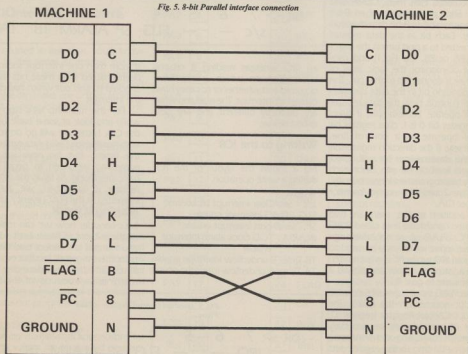 Fig. 5. 8-bit Parallel interface connection
MACHINE 1 MACHINE 2
D0 C C D0
D1 D D D1
D2 E E D2
D3 F F D3
D4 H H D4
D5 J J D5
D6 K K D6
D7 L L D7
FLAG B B FLAG
PC 8 8 PC
GROUND N N GROUND